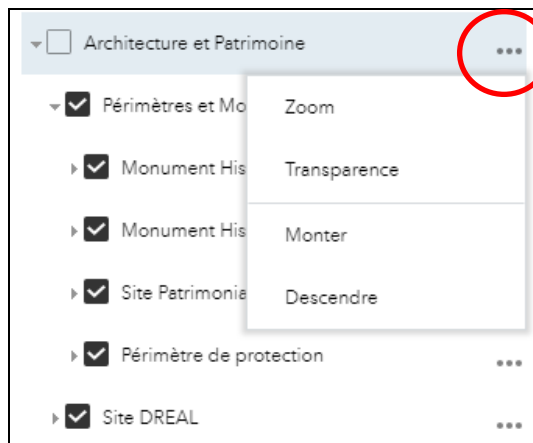 Architecture et Patrimoine
Périmètres et Mo
Zoom
Monument His
Transparence
Monument His
Monter
Site Patrimonia
Descendre
Périmètre de protection
Site DREAL